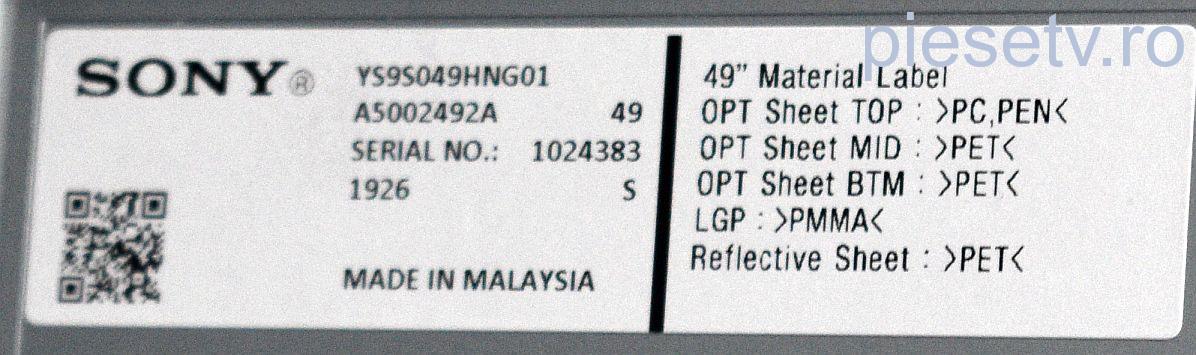 piesetv.ro
SONY®
YS9S049HNG01
A5002492A 49
SERIAL NO.: 1024383
1926 S
MADE IN MALAYSIA
49" Material Label
OPT Sheet TOP : >PC,PEN<
OPT Sheet MID : >PET<
OPT Sheet BTM : >PET<
LGP : >PMMA<
Reflective Sheet : >PET<